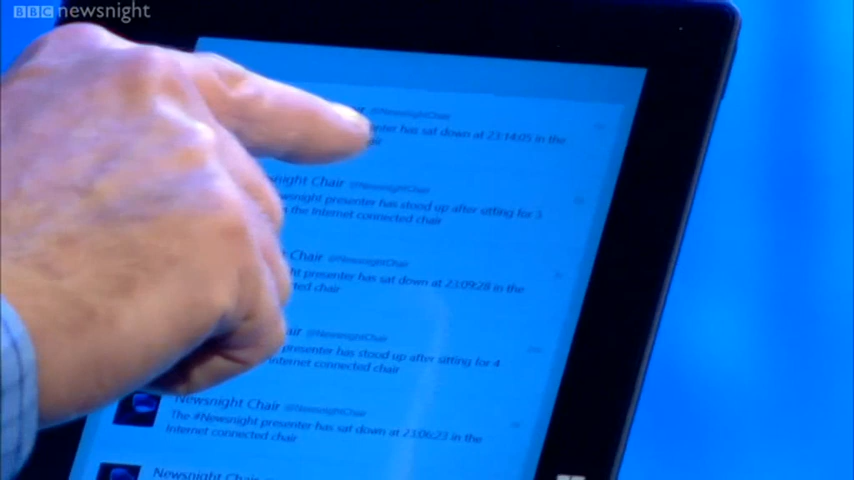 BBC newsnight
@NewsnightChair
has sat down at 23:14:05 in the
Chair @NewsnightChair
presenter has stood up after sitting for 3
the Internet connected chair
Chair @NewsnightChair
presenter has sat down at 23:09:28 in the
chair
@NewsnightChair
presenter has stood up after sitting for 4
Internet connected chair
Newsnight Chair @NewsnightChair
The #Newsnight presenter has sat down at 23:06:23 in the
Internet connected chair
Newsnight Chair